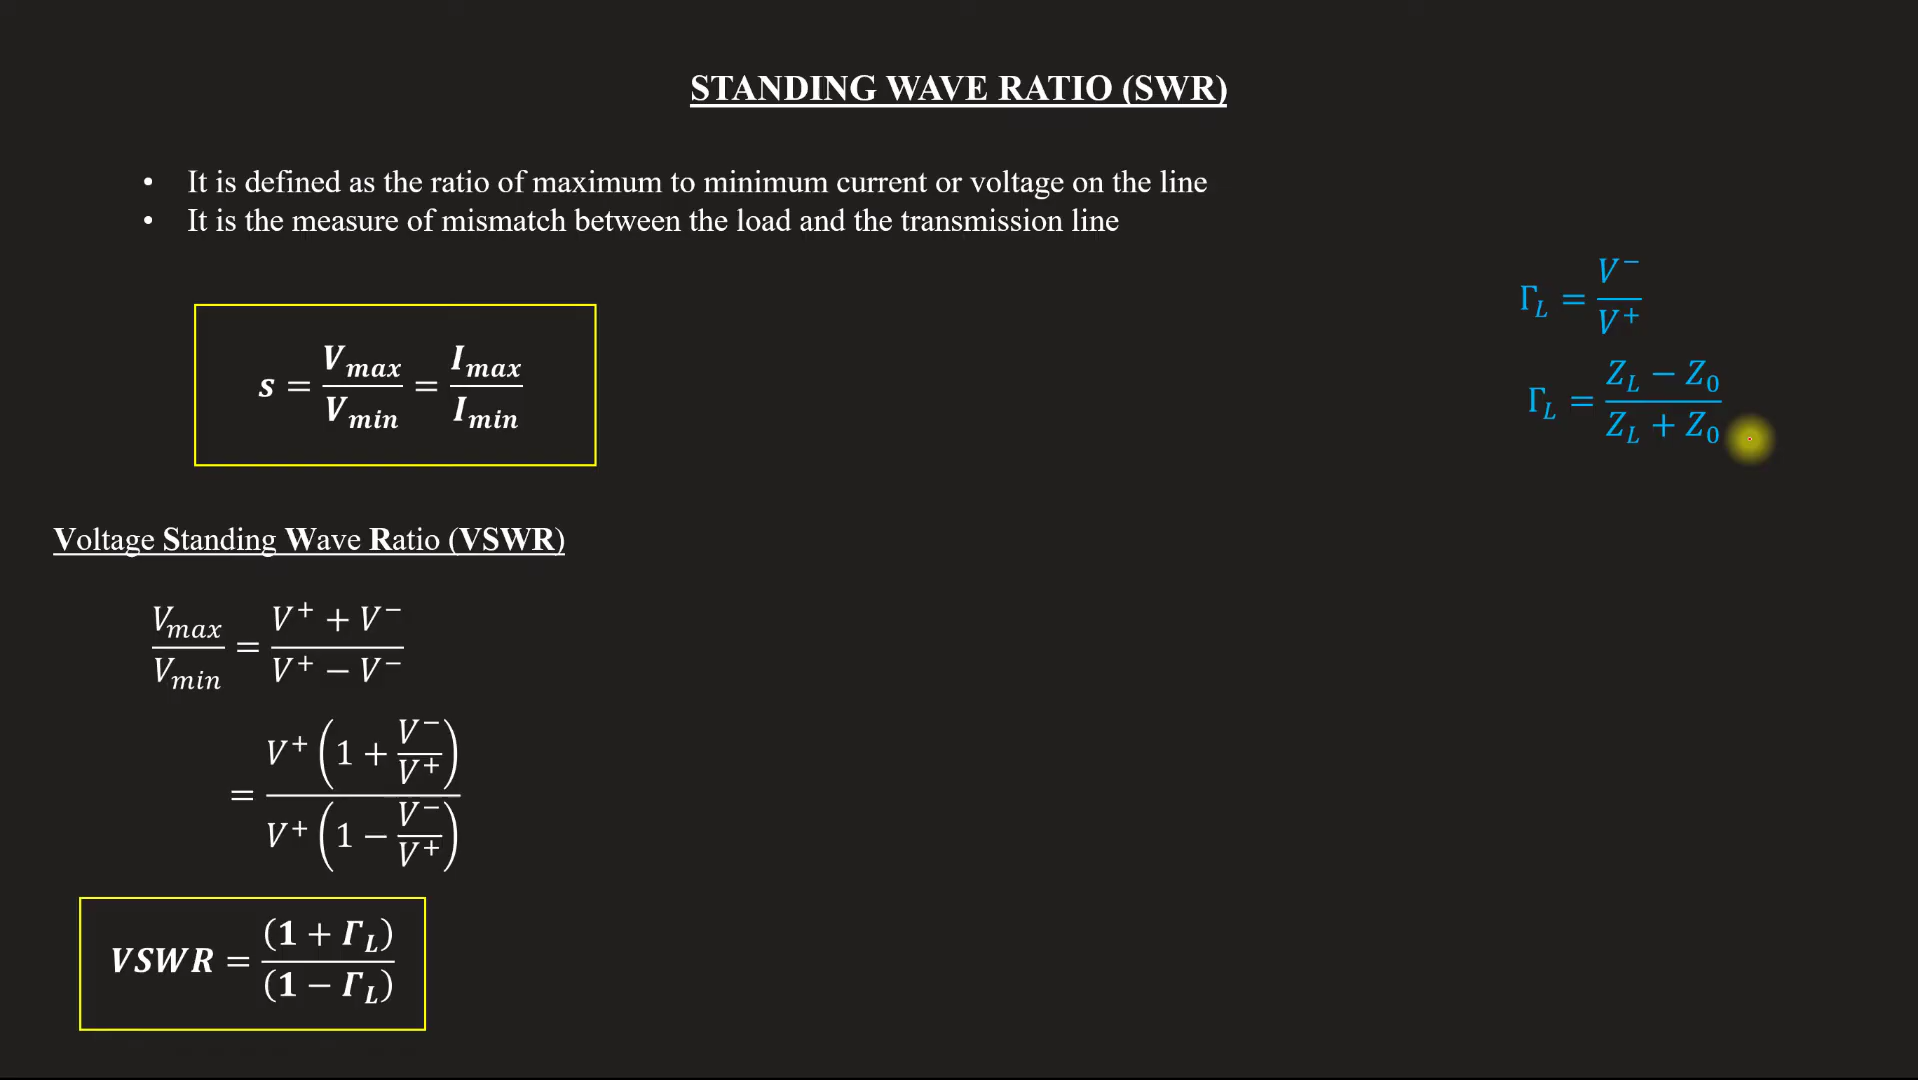 STANDING WAVE RATIO (SWR)
• It is defined as the ratio of maximum to minimum current or voltage on the line
• It is the measure of mismatch between the load and the transmission line
s = V_max / V_min = I_max / I_min
Γ_L = V⁻ / V⁺
Γ_L = (Z_L − Z_0) / (Z_L + Z_0)
Voltage Standing Wave Ratio (VSWR)
V_max / V_min = (V⁺ + V⁻) / (V⁺ − V⁻)
= V⁺(1 + V⁻/V⁺) / V⁺(1 − V⁻/V⁺)
VSWR = (1 + Γ_L) / (1 − Γ_L)